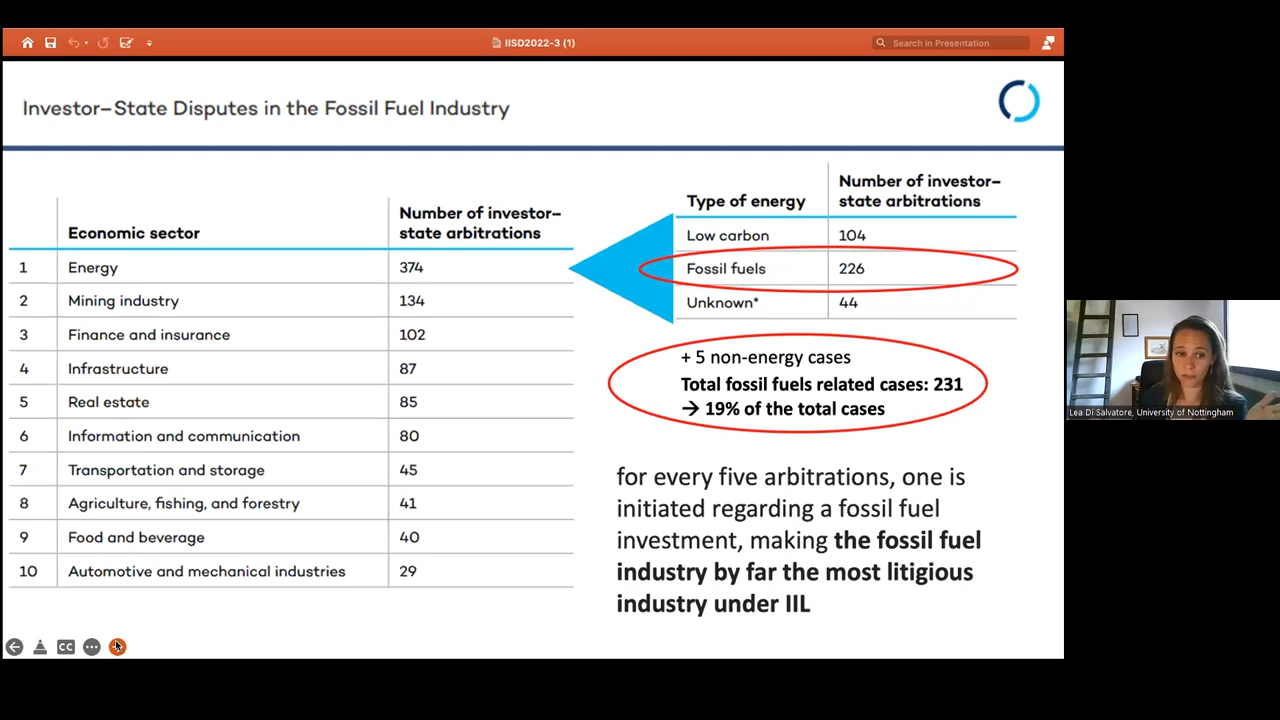 IISD2022-3 (1)
Search in Presentation
Investor–State Disputes in the Fossil Fuel Industry
Economic sector
Number of investor–
state arbitrations
1 Energy 374
2 Mining industry 134
3 Finance and insurance 102
4 Infrastructure 87
5 Real estate 85
6 Information and communication 80
7 Transportation and storage 45
8 Agriculture, fishing, and forestry 41
9 Food and beverage 40
10 Automotive and mechanical industries 29
Type of energy
Number of investor–
state arbitrations
Low carbon 104
Fossil fuels 226
Unknown* 44
+ 5 non-energy cases
Total fossil fuels related cases: 231
→ 19% of the total cases
for every five arbitrations, one is
initiated regarding a fossil fuel
investment, making the fossil fuel
industry by far the most litigious
industry under IIL
CC
Lea Di Salvatore, University of Nottingham